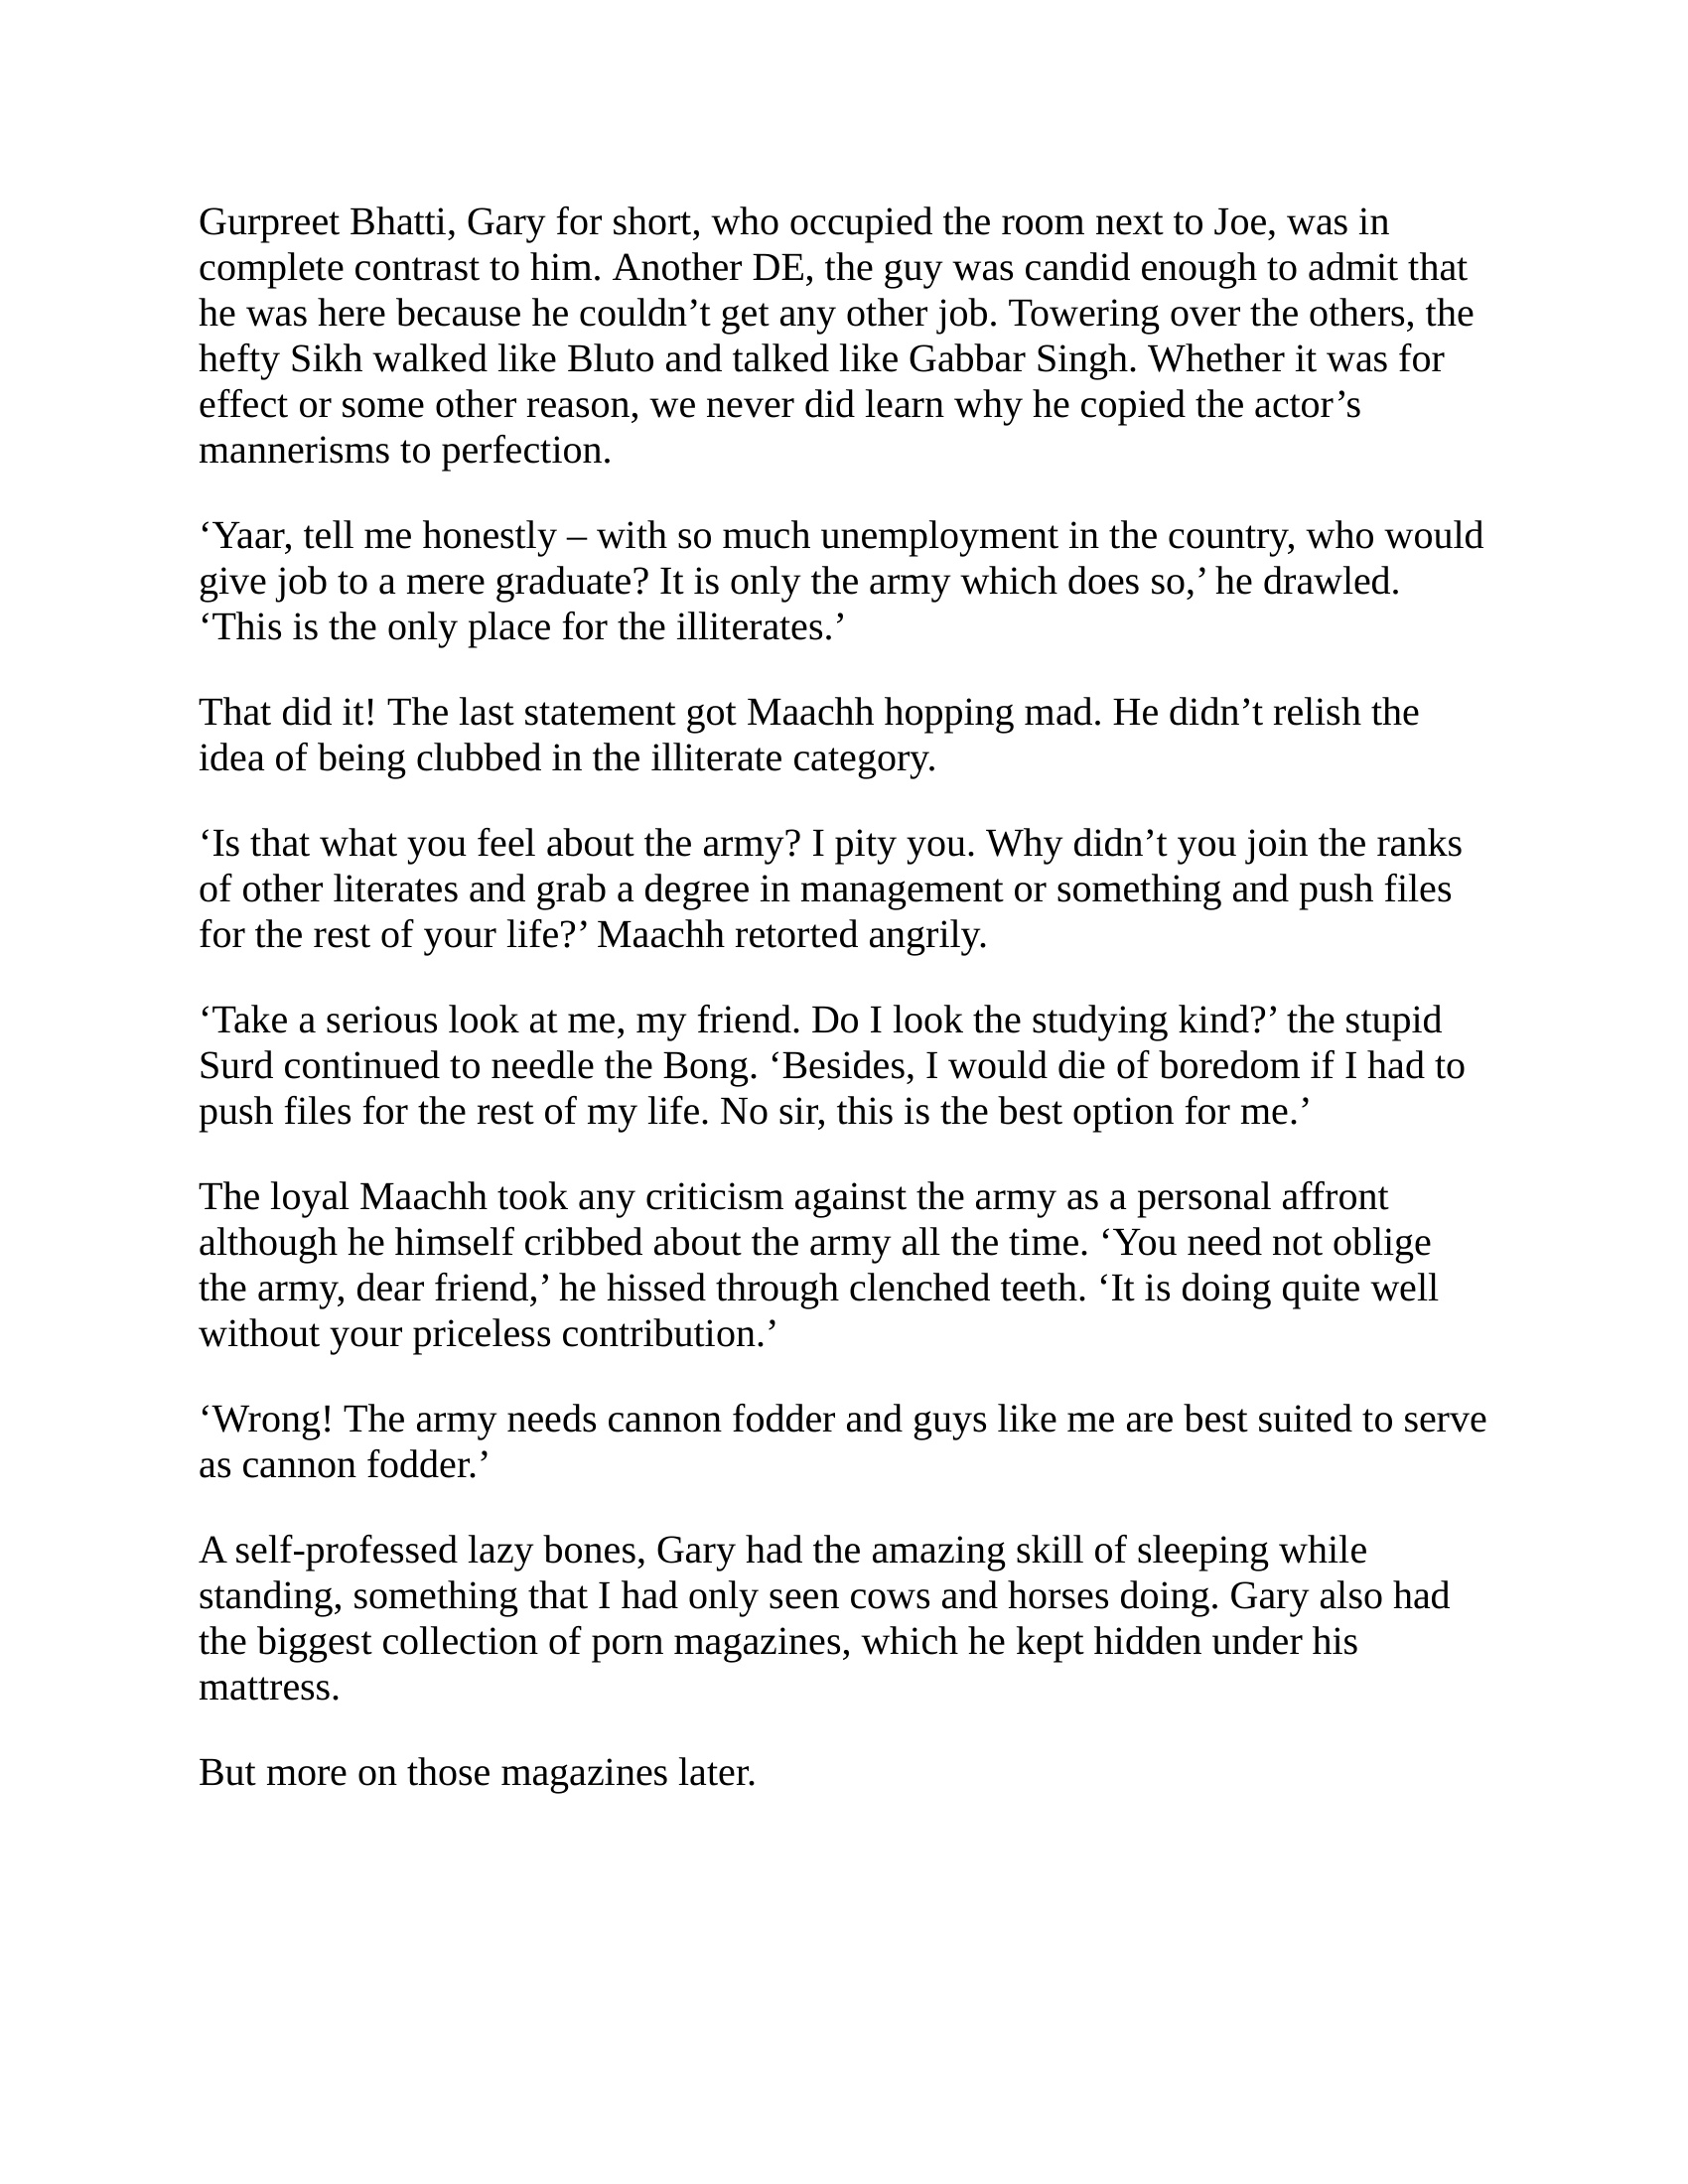 Gurpreet Bhatti, Gary for short, who occupied the room next to Joe, was in
complete contrast to him. Another DE, the guy was candid enough to admit that
he was here because he couldn’t get any other job. Towering over the others, the
hefty Sikh walked like Bluto and talked like Gabbar Singh. Whether it was for
effect or some other reason, we never did learn why he copied the actor’s
mannerisms to perfection.
‘Yaar, tell me honestly – with so much unemployment in the country, who would
give job to a mere graduate? It is only the army which does so,’ he drawled.
‘This is the only place for the illiterates.’
That did it! The last statement got Maachh hopping mad. He didn’t relish the
idea of being clubbed in the illiterate category.
‘Is that what you feel about the army? I pity you. Why didn’t you join the ranks
of other literates and grab a degree in management or something and push files
for the rest of your life?’ Maachh retorted angrily.
‘Take a serious look at me, my friend. Do I look the studying kind?’ the stupid
Surd continued to needle the Bong. ‘Besides, I would die of boredom if I had to
push files for the rest of my life. No sir, this is the best option for me.’
The loyal Maachh took any criticism against the army as a personal affront
although he himself cribbed about the army all the time. ‘You need not oblige
the army, dear friend,’ he hissed through clenched teeth. ‘It is doing quite well
without your priceless contribution.’
‘Wrong! The army needs cannon fodder and guys like me are best suited to serve
as cannon fodder.’
A self-professed lazy bones, Gary had the amazing skill of sleeping while
standing, something that I had only seen cows and horses doing. Gary also had
the biggest collection of porn magazines, which he kept hidden under his
mattress.
But more on those magazines later.